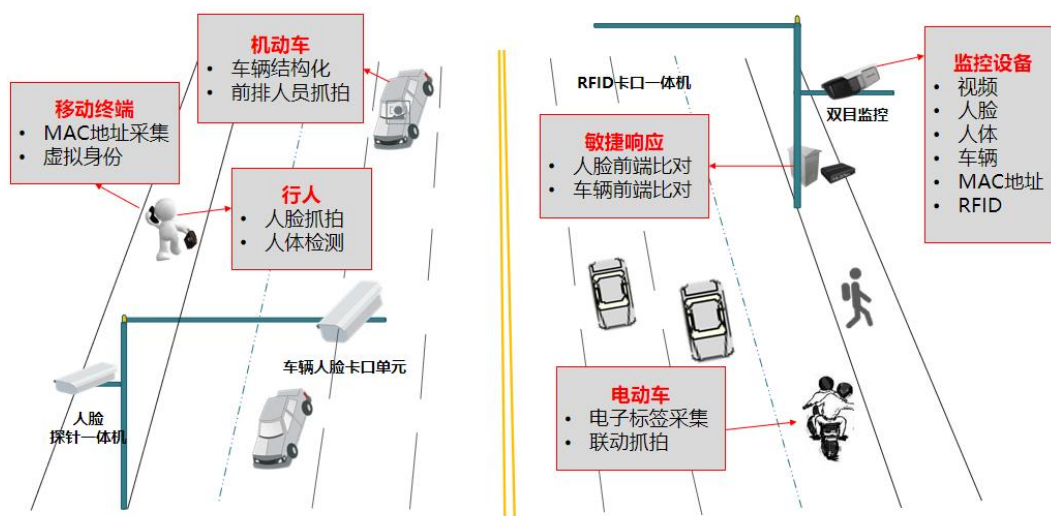 机动车
• 车辆结构化
• 前排人员抓拍
移动终端
• MAC地址采集
• 虚拟身份
行人
• 人脸抓拍
• 人体检测
车辆人脸卡口单元
人脸
探针一体机
RFID卡口一体机
双目监控
监控设备
• 视频
• 人脸
• 人体
• 车辆
• MAC地址
• RFID
敏捷响应
• 人脸前端比对
• 车辆前端比对
电动车
• 电子标签采集
• 联动抓拍